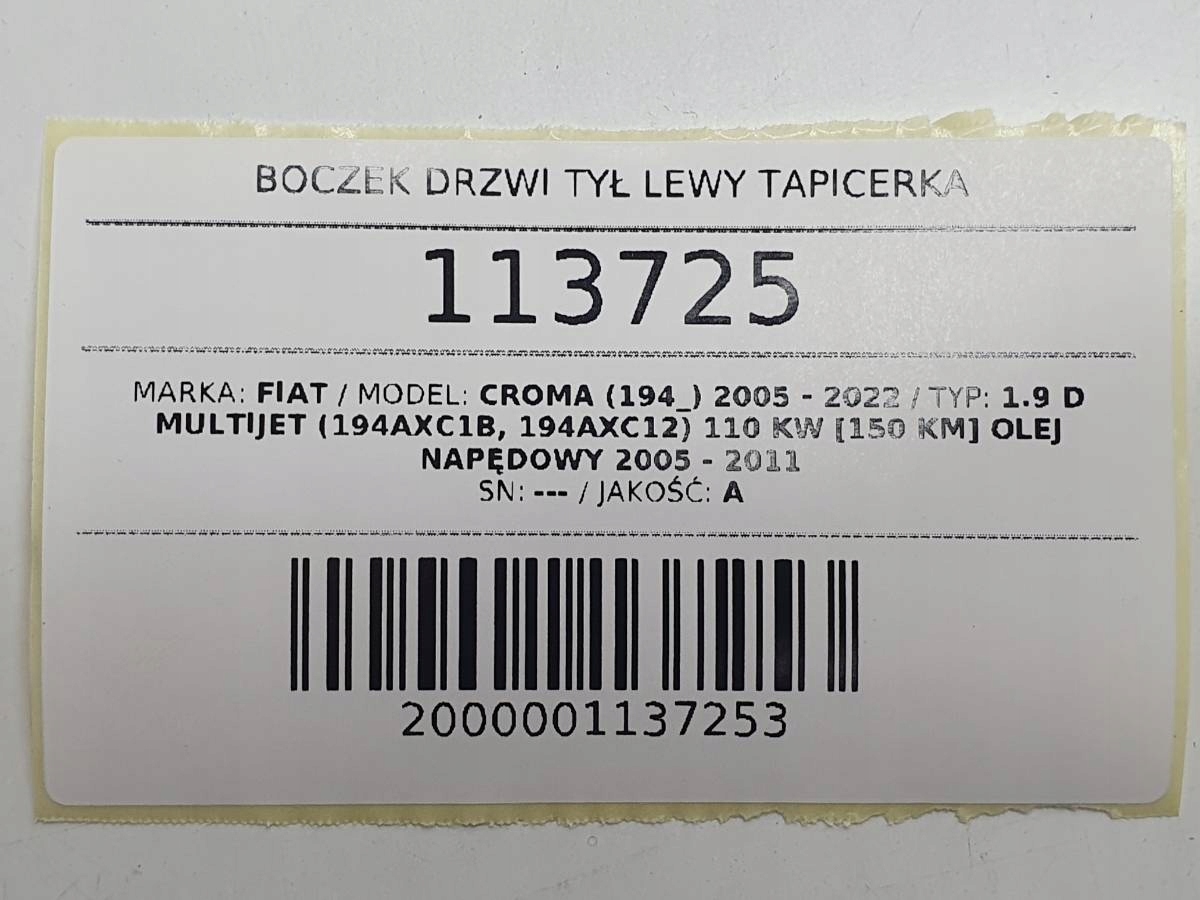 BOCZEK DRZWI TYŁ LEWY TAPICERKA
113725
MARKA: FIAT / MODEL: CROMA (194_) 2005 - 2022 / TYP: 1.9 D
MULTIJET (194AXC1B, 194AXC12) 110 KW [150 KM] OLEJ
NAPĘDOWY 2005 - 2011
SN: --- / JAKOŚĆ: A
2000001137253